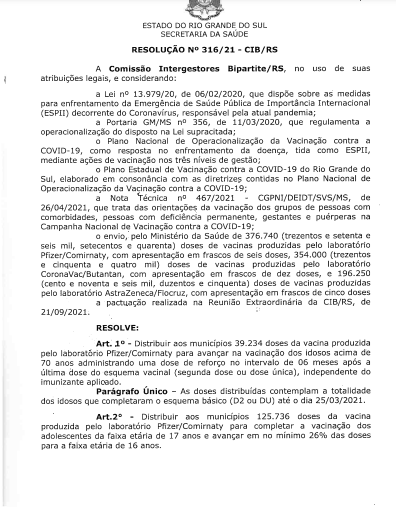 ESTADO DO RIO GRANDE DO SUL
SECRETARIA DA SAÚDE
RESOLUÇÃO Nº 316/21 - CIB/RS
A Comissão Intergestores Bipartite/RS, no uso de suas
atribuições legais, e considerando:
a Lei nº 13.979/20, de 06/02/2020, que dispõe sobre as medidas
para enfrentamento da Emergência de Saúde Pública de Importância Internacional
(ESPII) decorrente do Coronavírus, responsável pela atual pandemia;
a Portaria GM/MS nº 356, de 11/03/2020, que regulamenta a
operacionalização do disposto na Lei supracitada;
o Plano Nacional de Operacionalização da Vacinação contra a
COVID-19, como resposta no enfrentamento da doença, tida como ESPII,
mediante ações de vacinação nos três níveis de gestão;
o Plano Estadual de Vacinação contra a COVID-19 do Rio Grande do
Sul, elaborado em consonância com as diretrizes contidas no Plano Nacional de
Operacionalização da Vacinação contra a COVID-19;
a Nota Técnica nº 467/2021 - CGPNI/DEIDT/SVS/MS, de
26/04/2021, que trata das orientações da vacinação dos grupos de pessoas com
comorbidades, pessoas com deficiência permanente, gestantes e puérperas na
Campanha Nacional de Vacinação contra a COVID-19;
o envio, pelo Ministério da Saúde de 376.740 (trezentos e setenta e
seis mil, setecentos e quarenta) doses de vacinas produzidas pelo laboratório
Pfizer/Comirnaty, com apresentação em frascos de seis doses, 354.000 (trezentos
e cinquenta e quatro mil) doses de vacinas produzidas pelo laboratório
CoronaVac/Butantan, com apresentação em frascos de dez doses, e 196.250
(cento e noventa e seis mil, duzentos e cinquenta) doses de vacinas produzidas
pelo laboratório AstraZeneca/Fiocruz, com apresentação em frascos de cinco doses
a pactuação realizada na Reunião Extraordinária da CIB/RS, de
21/09/2021.
RESOLVE:
Art. 1º - Distribuir aos municípios 39.234 doses da vacina produzida
pelo laboratório Pfizer/Comirnaty para avançar na vacinação dos idosos acima de
70 anos administrando uma dose de reforço no intervalo de 06 meses após a
última dose do esquema vacinal (segunda dose ou dose única), independente do
imunizante aplicado.
Parágrafo Único – As doses distribuídas contemplam a totalidade
dos idosos que completaram o esquema básico (D2 ou DU) até o dia 25/03/2021.
Art.2º - Distribuir aos municípios 125.736 doses da vacina
produzida pelo laboratório Pfizer/Comirnaty para completar a vacinação dos
adolescentes da faixa etária de 17 anos e avançar em no mínimo 26% das doses
para a faixa etária de 16 anos.